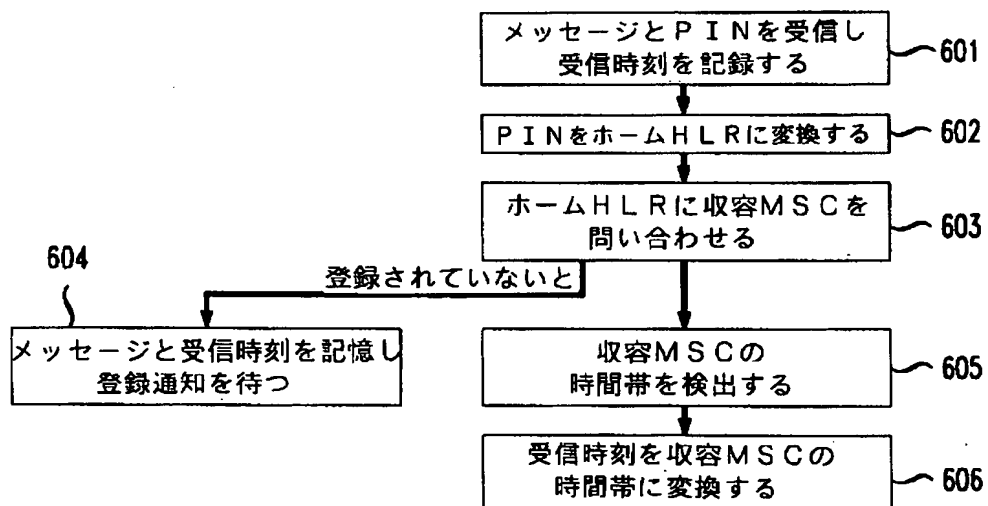 メッセージとPINを受信し
受信時刻を記録する
601
PINをホームHLRに変換する
602
ホームHLRに収容MSCを
問い合わせる
603
登録されていないと
604
メッセージと受信時刻を記憶し
登録通知を待つ
収容MSCの
時間帯を検出する
605
受信時刻を収容MSCの
時間帯に変換する
606